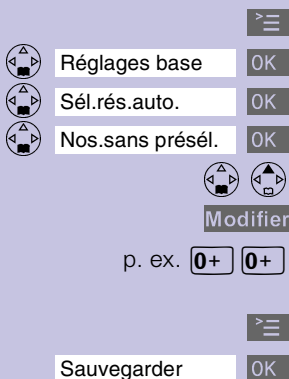 Réglages base OK
Sél.rés.auto. OK
Nos.sans présél. OK
Modifier
p. ex. 0+ 0+
Sauvegarder OK